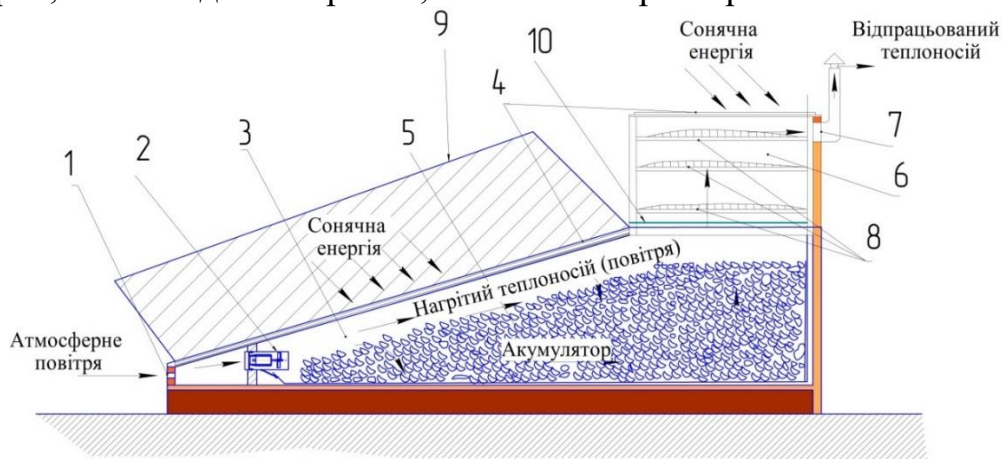 9
10
Сонячна
енергія
Відпрацьований
теплоносій
4
1
2
3
5
7
6
8
Сонячна
енергія
Нагрітий теплоносій (повітря)
Атмосферне
повітря
Акумулятор